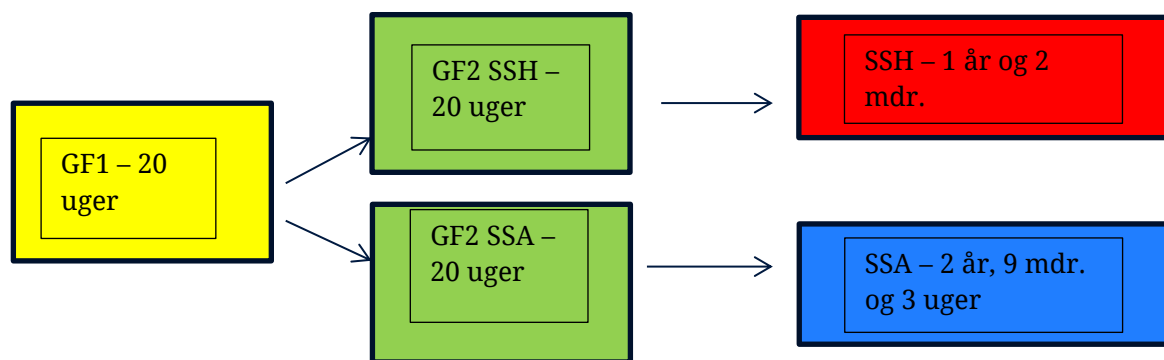 GF1 – 20
uger
GF2 SSH –
20 uger
SSH – 1 år og 2
mdr.
GF2 SSA –
20 uger
SSA – 2 år, 9 mdr.
og 3 uger